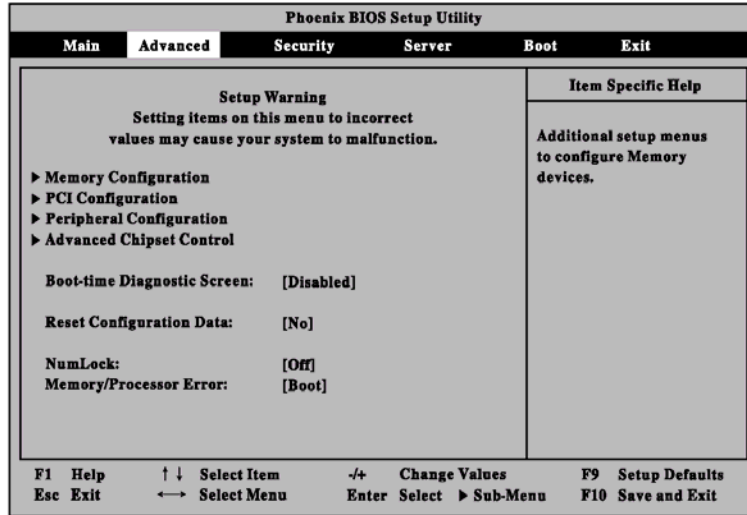 Phoenix BIOS Setup Utility
Main Advanced Security Server Boot Exit
Setup Warning
Setting items on this menu to incorrect
values may cause your system to malfunction.
▶ Memory Configuration
▶ PCI Configuration
▶ Peripheral Configuration
▶ Advanced Chipset Control
Boot-time Diagnostic Screen: [Disabled]
Reset Configuration Data: [No]
NumLock: [Off]
Memory/Processor Error: [Boot]
Item Specific Help
Additional setup menus
to configure Memory
devices.
F1 Help ↑↓ Select Item -/+ Change Values F9 Setup Defaults
Esc Exit ←→ Select Menu Enter Select ▶ Sub-Menu F10 Save and Exit